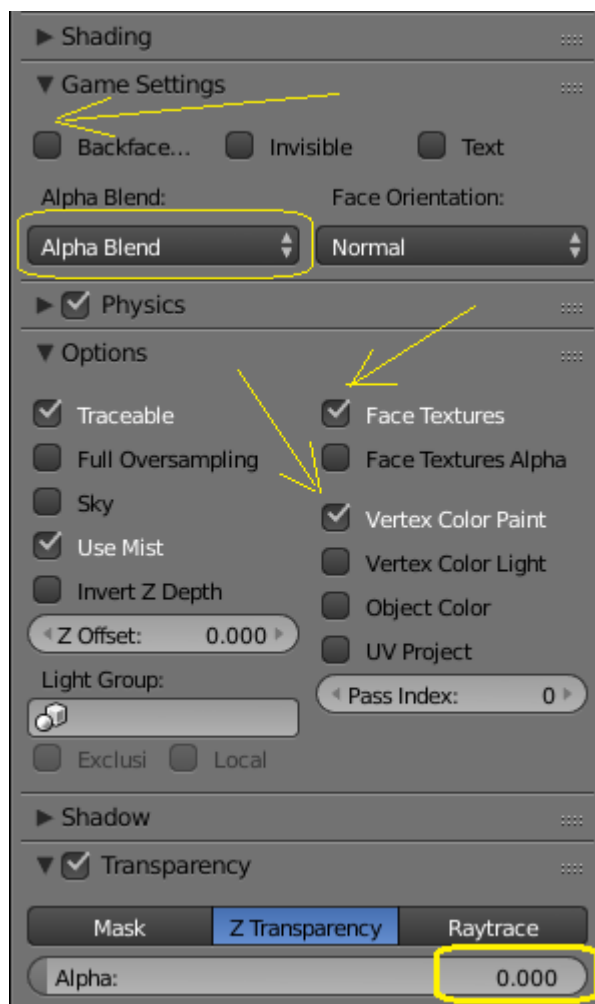 Shading
Game Settings
Backface... Invisible Text
Alpha Blend: Face Orientation:
Alpha Blend Normal
Physics
Options
Traceable Face Textures
Full Oversampling Face Textures Alpha
Sky Vertex Color Paint
Use Mist Vertex Color Light
Invert Z Depth Object Color
Z Offset: 0.000 UV Project
Light Group: Pass Index: 0
Exclusi Local
Shadow
Transparency
Mask Z Transparency Raytrace
Alpha: 0.000